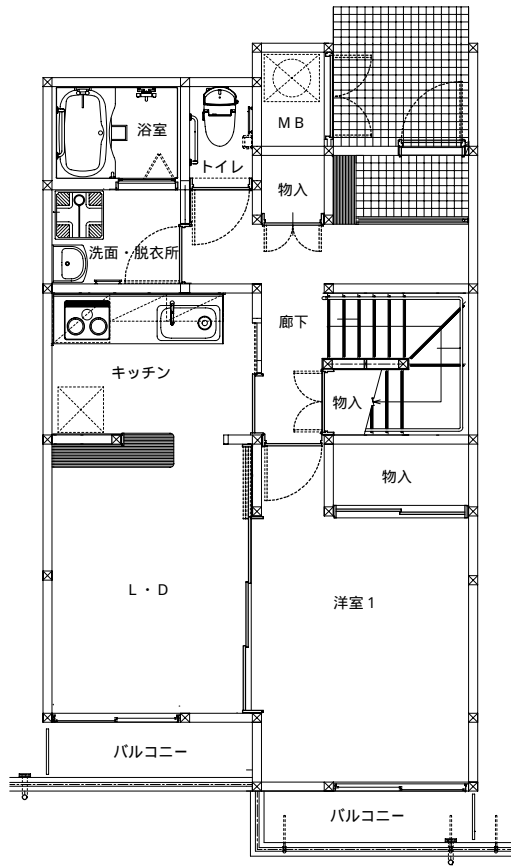 浴室
トイレ
MB
物入
洗面・脱衣所
廊下
キッチン
物入
物入
L・D
洋室1
バルコニー
バルコニー